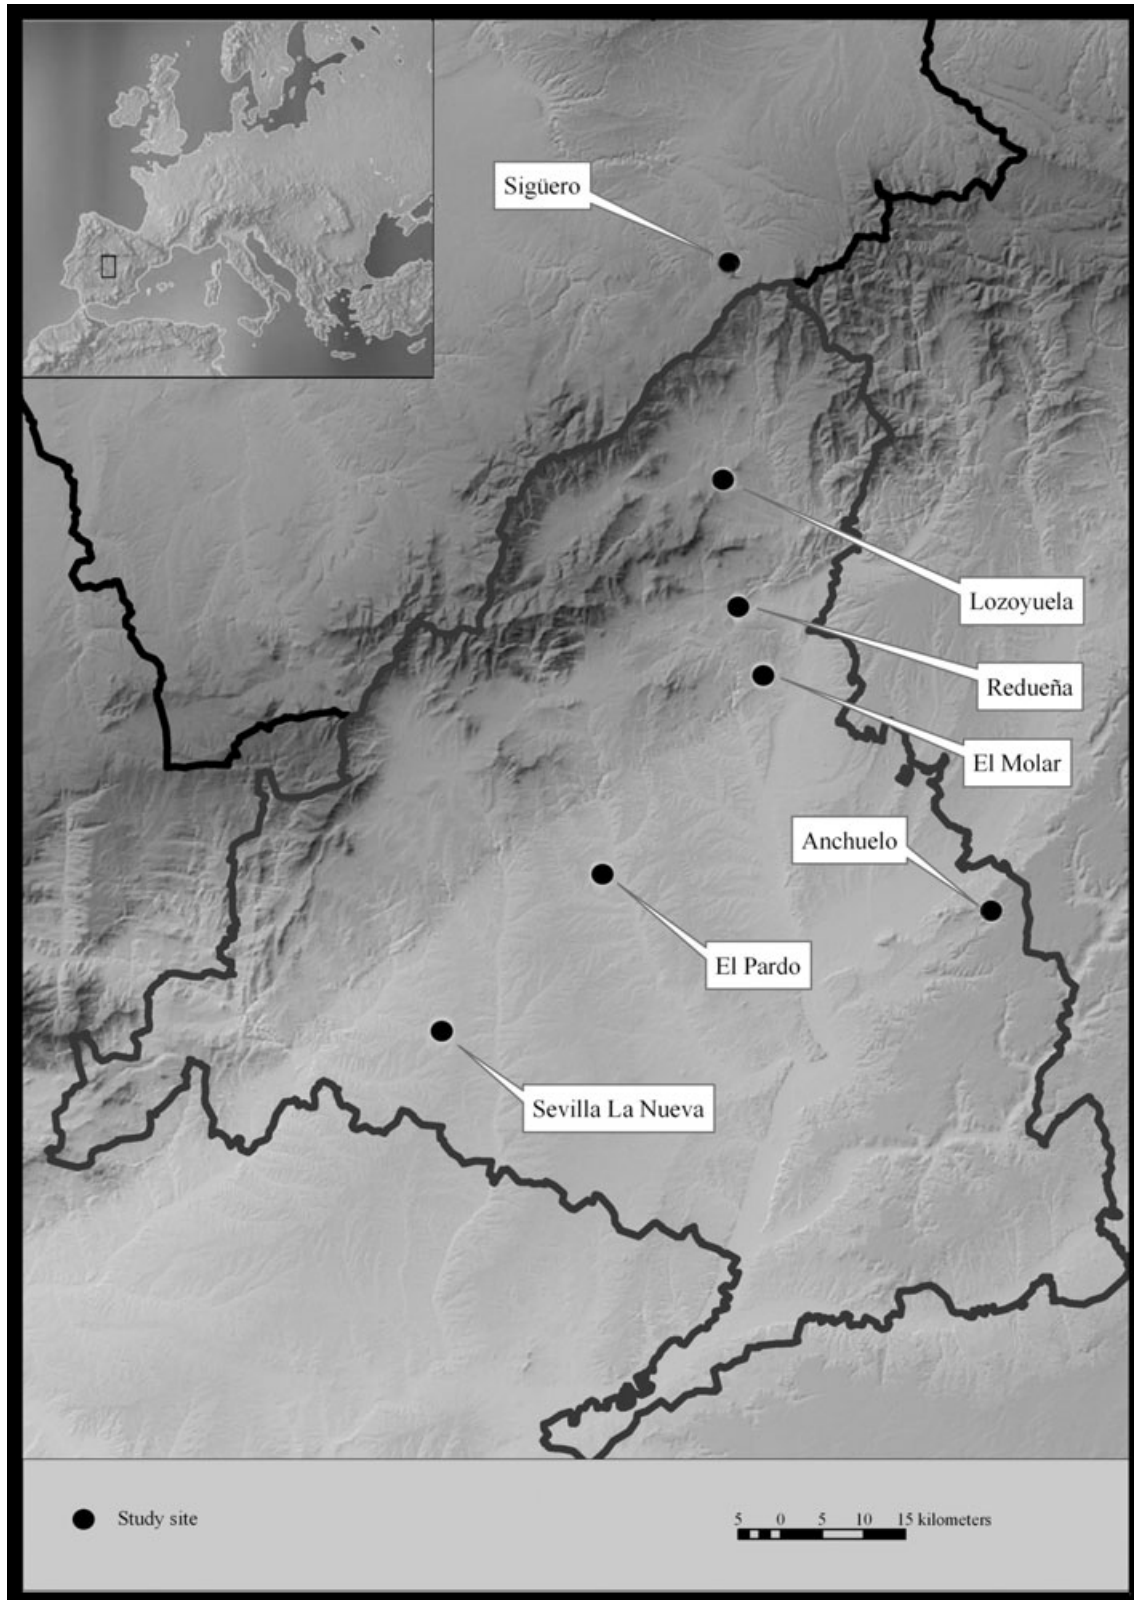 Sigüero
Lozoyuela
Redueña
El Molar
Anchuelo
El Pardo
Sevilla La Nueva
Study site
5 0 5 10 15 kilometers